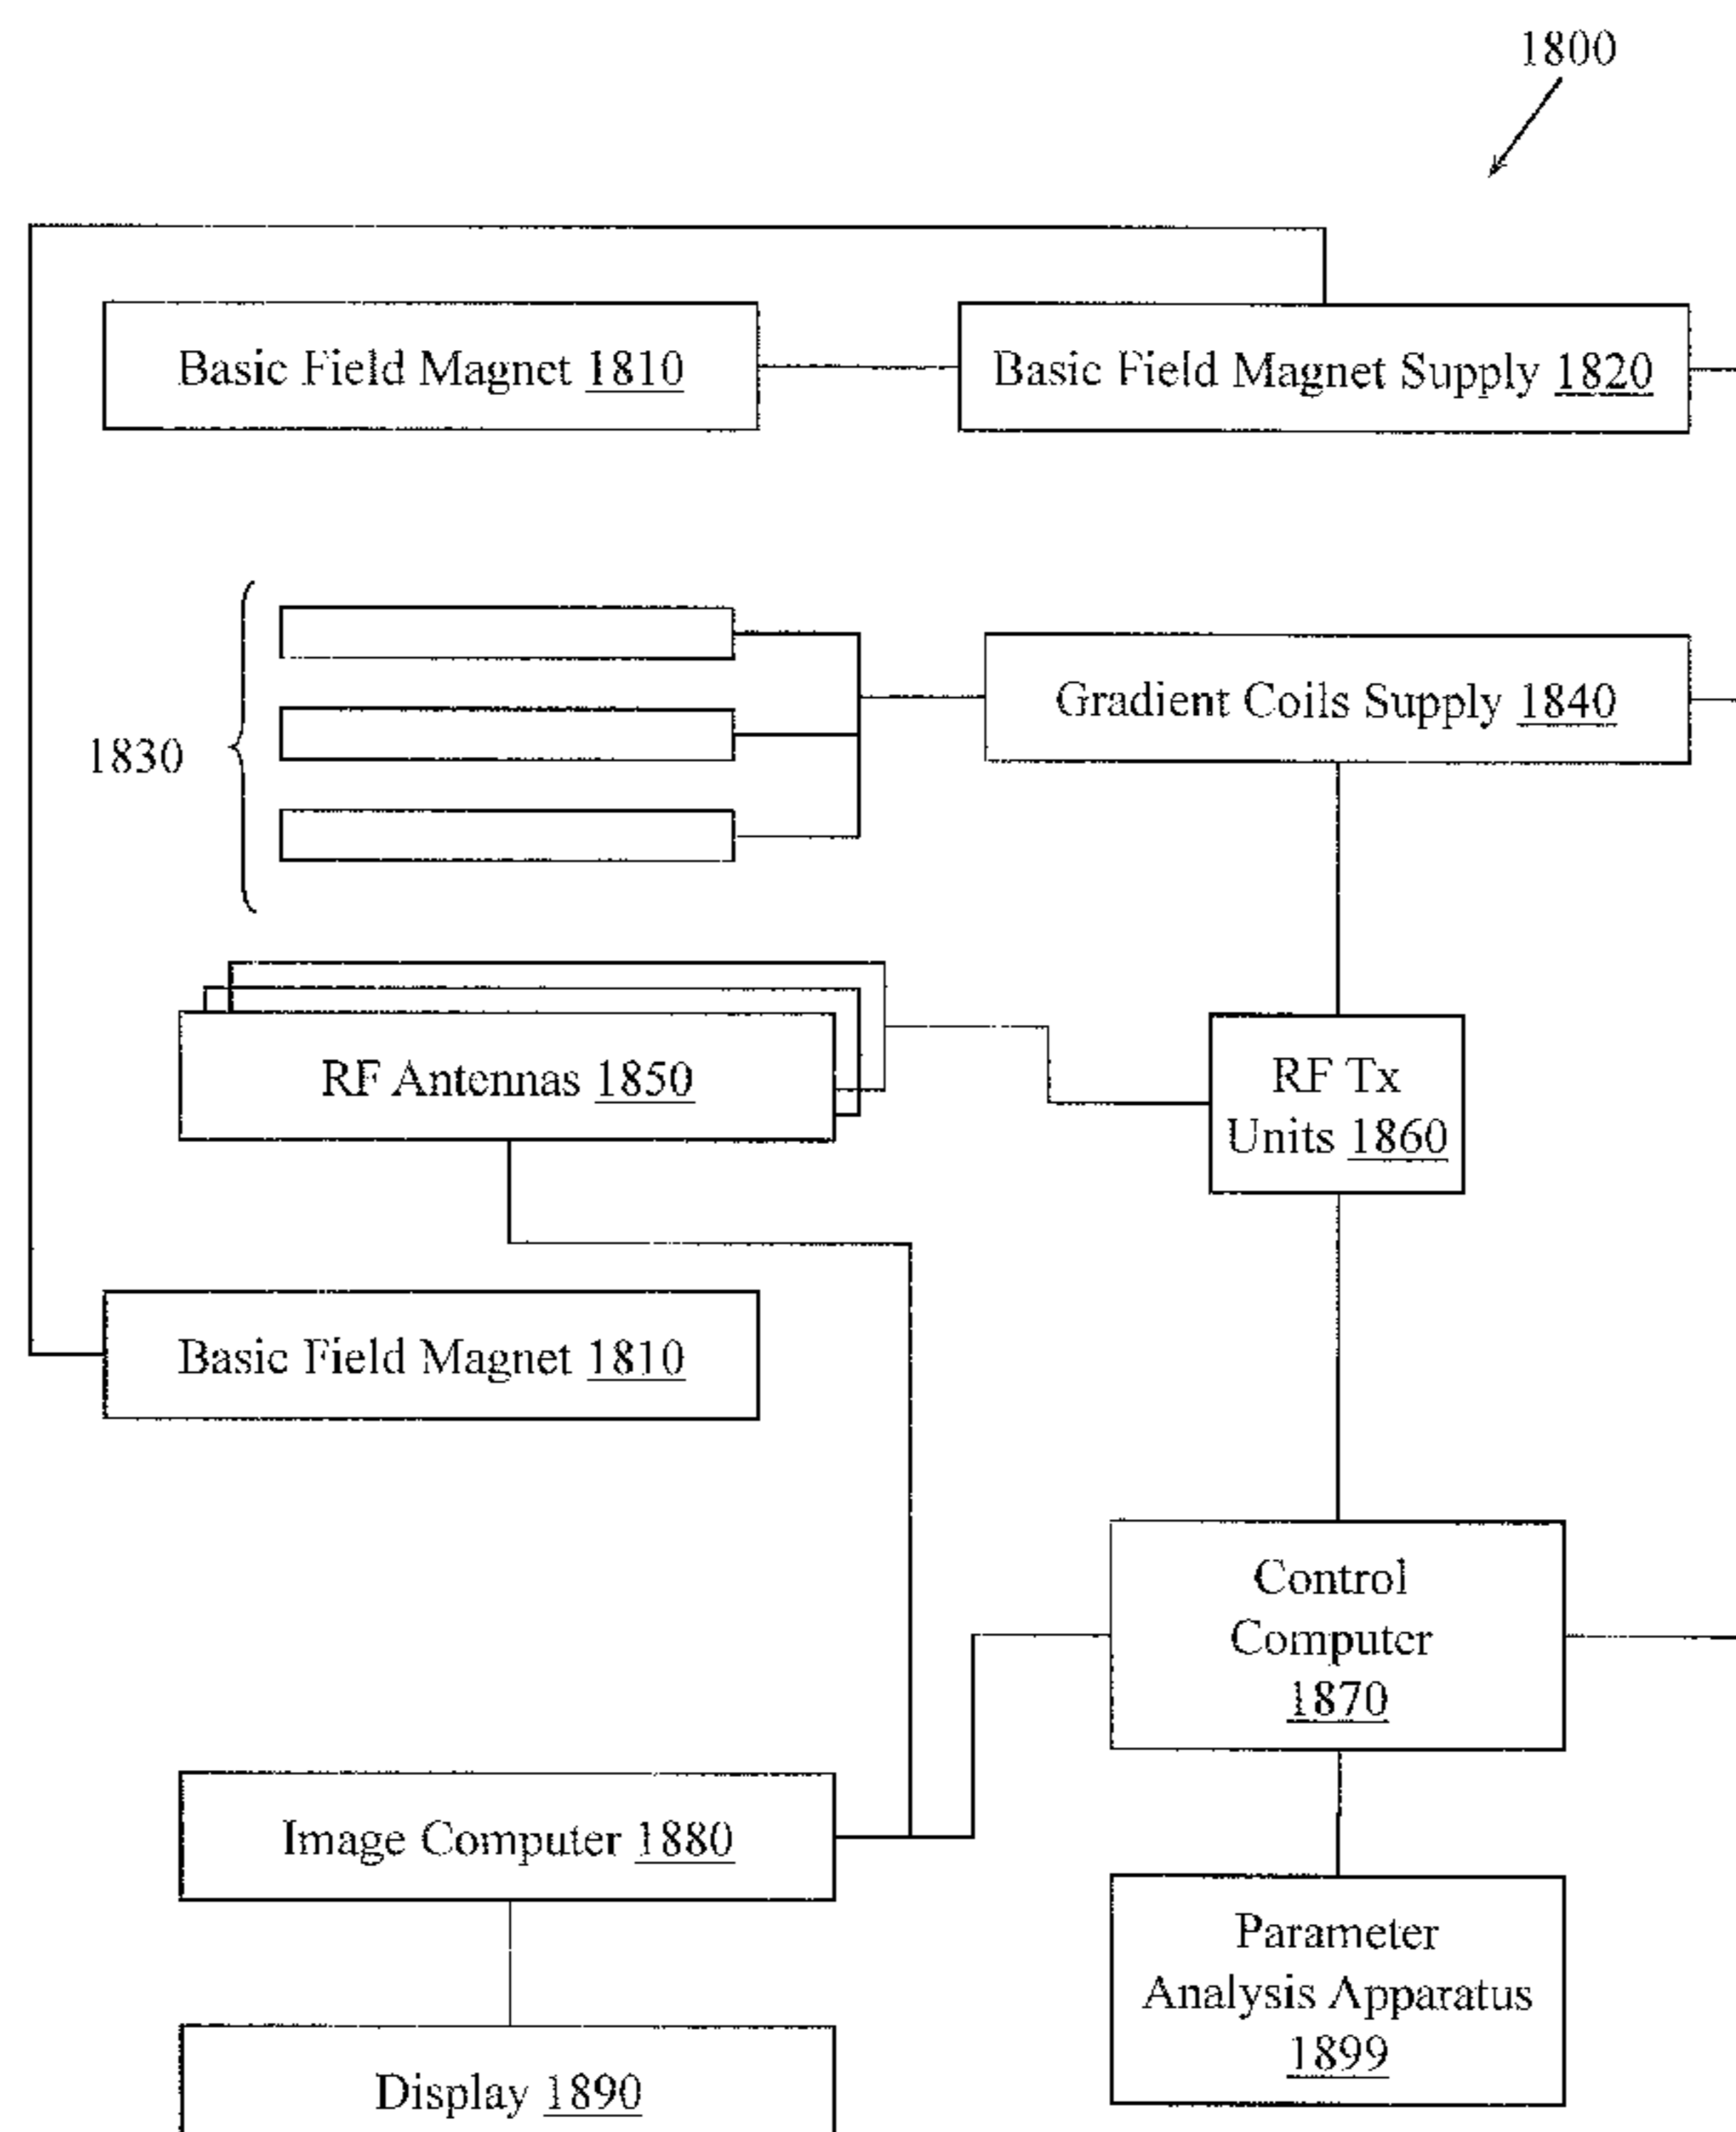 1800
Basic Field Magnet 1810
Basic Field Magnet Supply 1820
1830
Gradient Coils Supply 1840
RF Antennas 1850
RF Tx
Units 1860
Basic Field Magnet 1810
Control
Computer
1870
Image Computer 1880
Parameter
Analysis Apparatus
1899
Display 1890